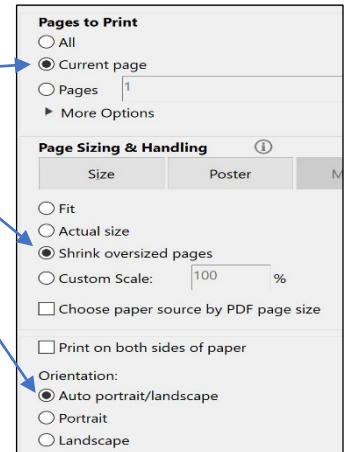 Pages to Print
All
Current page
Pages 1
More Options
Page Sizing & Handling
Size Poster M
Fit
Actual size
Shrink oversized pages
Custom Scale: 100 %
Choose paper source by PDF page size
Print on both sides of paper
Orientation:
Auto portrait/landscape
Portrait
Landscape